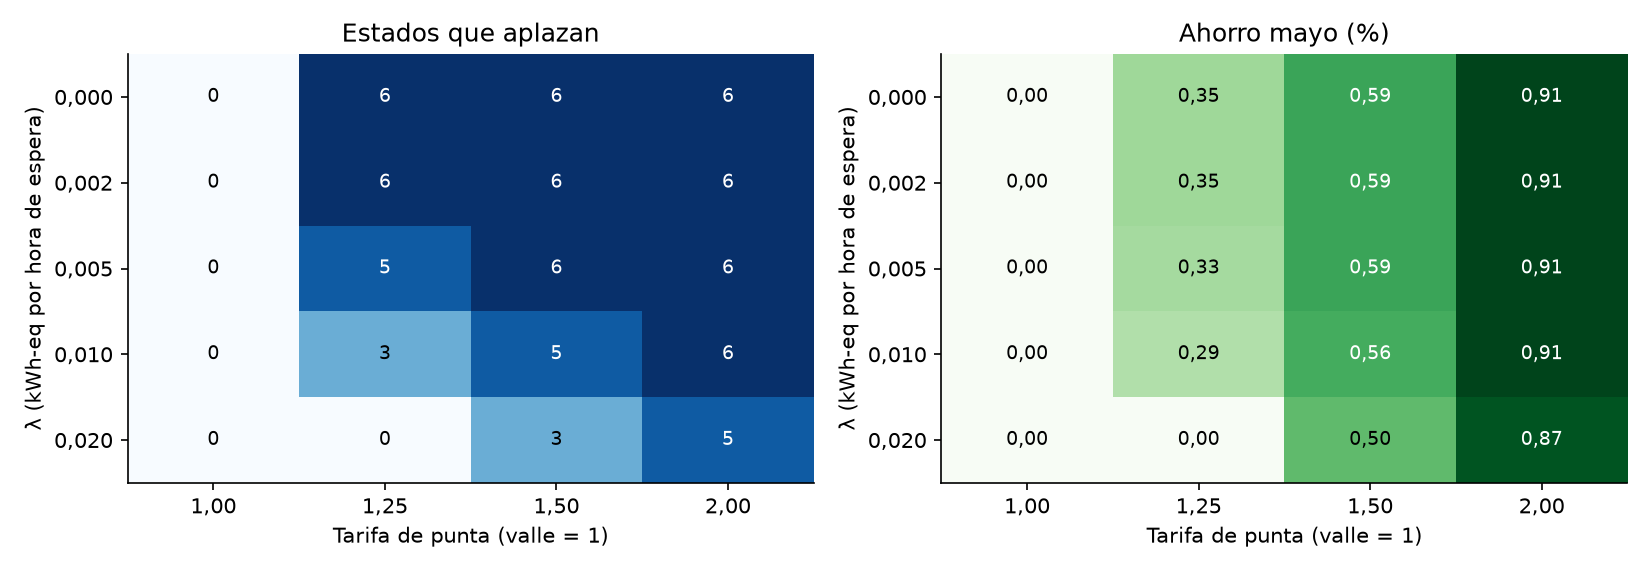 Estados que aplazan
λ (kWh-eq por hora de espera)
0,000 0 6 6 6
0,002 0 6 6 6
0,005 0 5 6 6
0,010 0 3 5 6
0,020 0 0 3 5
1,00 1,25 1,50 2,00
Tarifa de punta (valle = 1)
Ahorro mayo (%)
λ (kWh-eq por hora de espera)
0,000 0,00 0,35 0,59 0,91
0,002 0,00 0,35 0,59 0,91
0,005 0,00 0,33 0,59 0,91
0,010 0,00 0,29 0,56 0,91
0,020 0,00 0,00 0,50 0,87
1,00 1,25 1,50 2,00
Tarifa de punta (valle = 1)